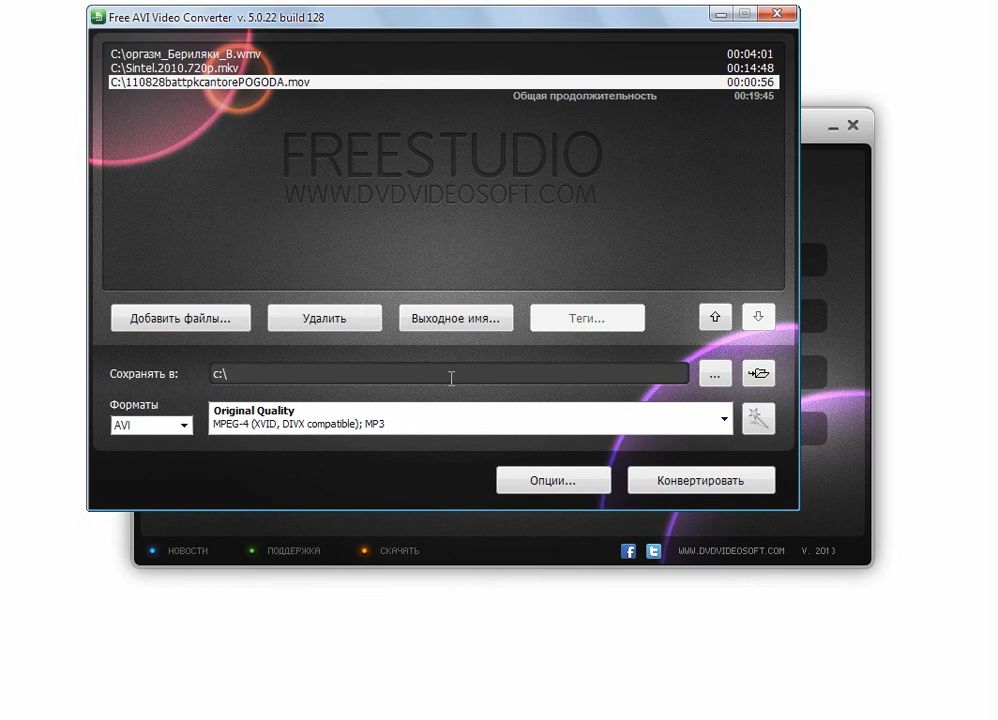 Free AVI Video Converter v. 5.0.22 build 128
C:\оргазм_Бериляки_В.wmv 00:04:01
C:\Sintel.2010.720p.mkv 00:14:48
C:\110828battpkcantorePOGODA.mov 00:00:56
Общая продолжительность 00:19:45
FREESTUDIO
WWW.DVDVIDEOSOFT.COM
Добавить файлы... Удалить Выходное имя... Теги...
Сохранять в: c:\ ...
Форматы
AVI
Original Quality
MPEG-4 (XVID, DIVX compatible); MP3
Опции... Конвертировать
НОВОСТИ ПОДДЕРЖКА СКАЧАТЬ WWW.DVDVIDEOSOFT.COM V. 2013